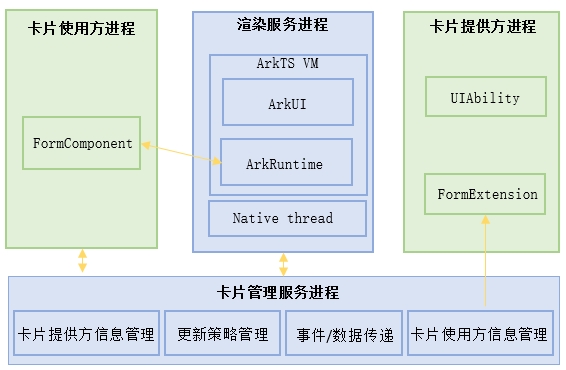 卡片使用方进程
FormComponent
渲染服务进程
ArkTS VM
ArkUI
ArkRuntime
Native thread
卡片提供方进程
UIAbility
FormExtension
卡片管理服务进程
卡片提供方信息管理
更新策略管理
事件/数据传递
卡片使用方信息管理